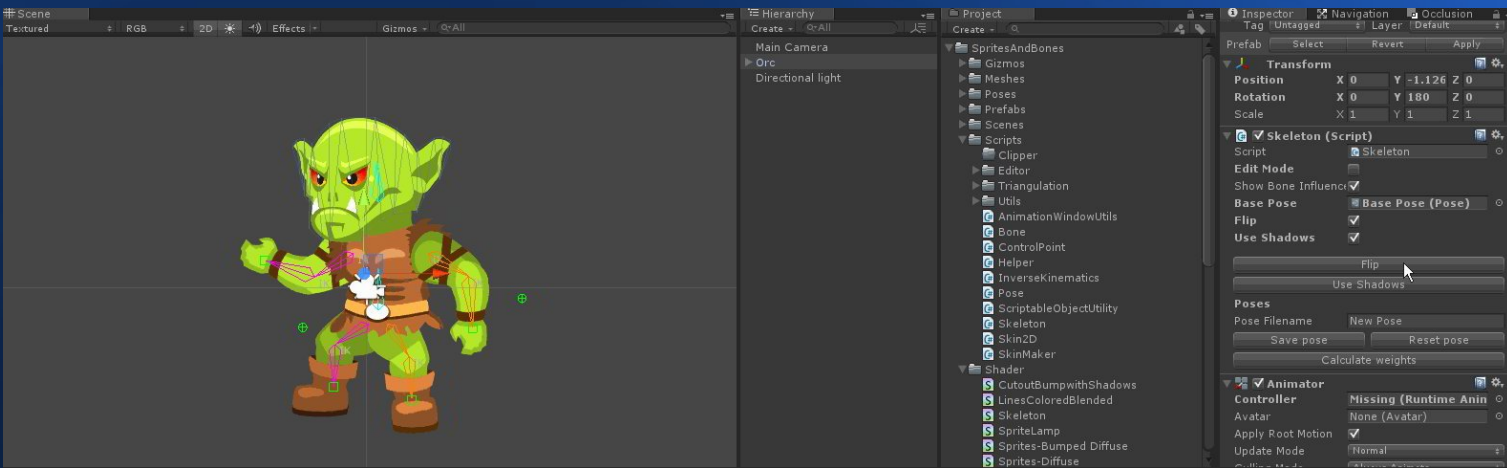 Scene
Textured RGB 2D Effects Gizmos Q-All
Hierarchy
Create Q-All
Main Camera
Orc
Directional light
Project
Create
SpritesAndBones
Gizmos
Meshes
Poses
Prefabs
Scenes
Scripts
Clipper
Editor
Triangulation
Utils
AnimationWindowUtils
Bone
ControlPoint
Helper
InverseKinematics
Pose
ScriptableObjectUtility
Skeleton
Skin2D
SkinMaker
Shader
CutoutBumpwithShadows
LinesColoredBlended
Skeleton
SpriteLamp
Sprites-Bumped Diffuse
Sprites-Diffuse
Inspector Navigation Occlusion
Tag Untagged Layer Default
Prefab Select Revert Apply
Transform
Position X 0 Y -1.126 Z 0
Rotation X 0 Y 180 Z 0
Scale X 1 Y 1 Z 1
Skeleton (Script)
Script Skeleton
Edit Mode
Show Bone Influence
Base Pose Base Pose (Pose)
Flip
Use Shadows
Flip
Use Shadows
Poses
Pose Filename New Pose
Save pose Reset pose
Calculate weights
Animator
Controller Missing (Runtime Anin
Avatar None (Avatar)
Apply Root Motion
Update Mode Normal